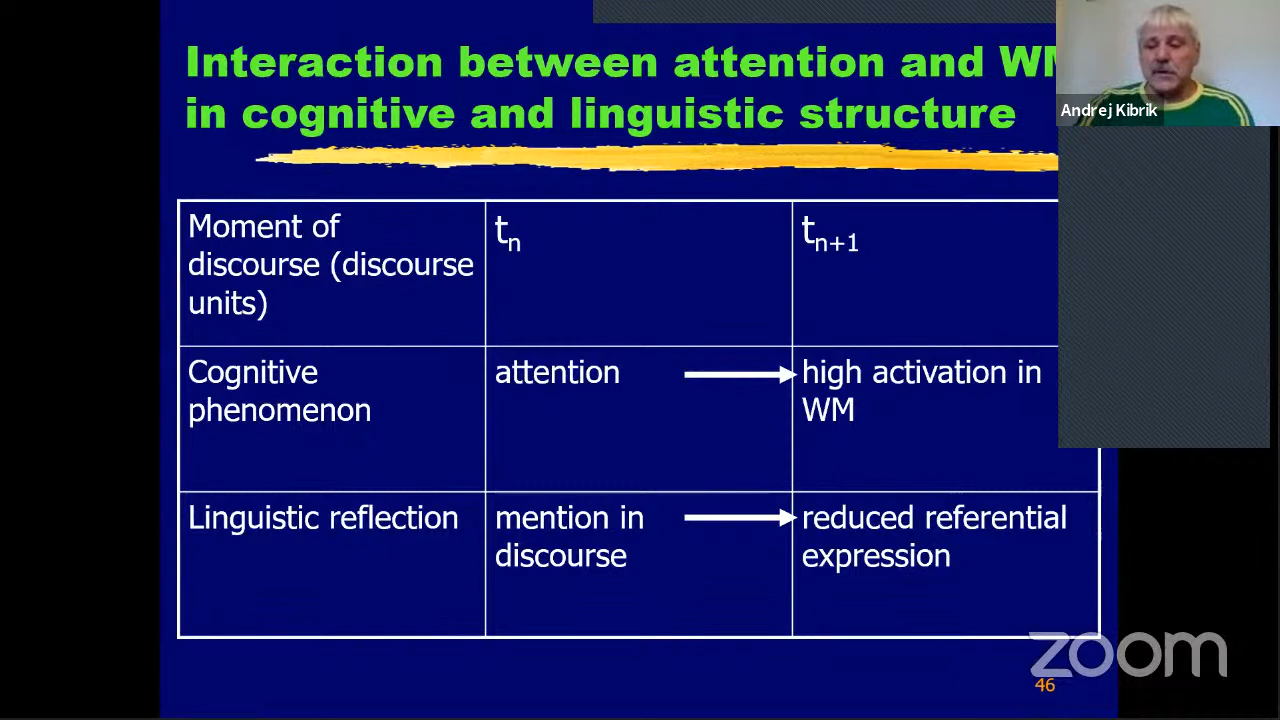 Interaction between attention and WM
in cognitive and linguistic structure
Andrej Kibrik
Moment of
discourse (discourse
units)
tn
tn+1
Cognitive
phenomenon
attention
high activation in
WM
Linguistic reflection
mention in
discourse
reduced referential
expression
zoom
46